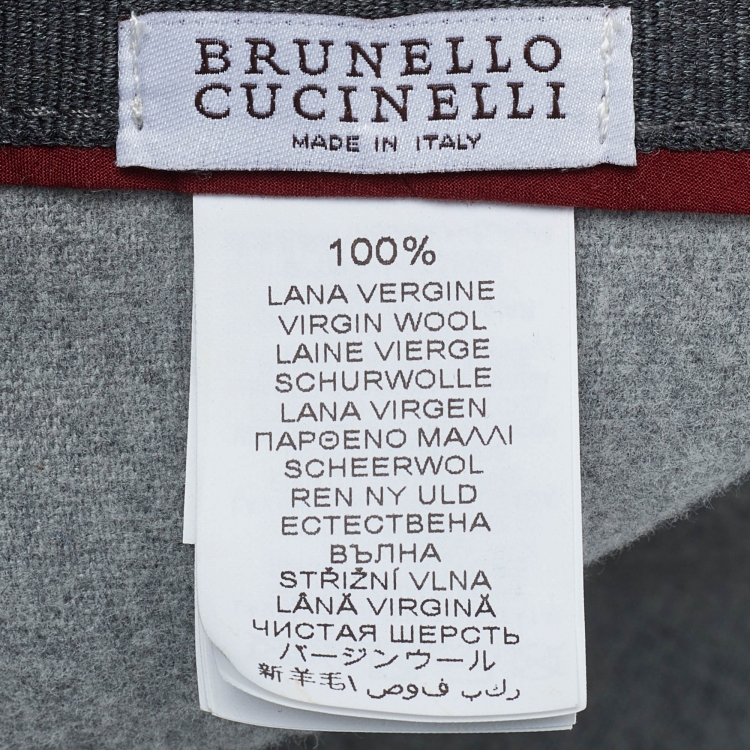 BRUNELLO
CUCINELLI
MADE IN ITALY
100%
LANA VERGINE
VIRGIN WOOL
LAINE VIERGE
SCHURWOLLE
LANA VIRGEN
ΠΑΡΘΕΝΟ ΜΑΛΛΙ
SCHEERWOL
REN NY ULD
ЕСТЕСТВЕНА
ВЪЛНА
STŘIŽNÍ VLNA
LÂNĂ VIRGINĂ
ЧИСТАЯ ШЕРСТЬ
バージンウール
新羊毛\ ركب فوص